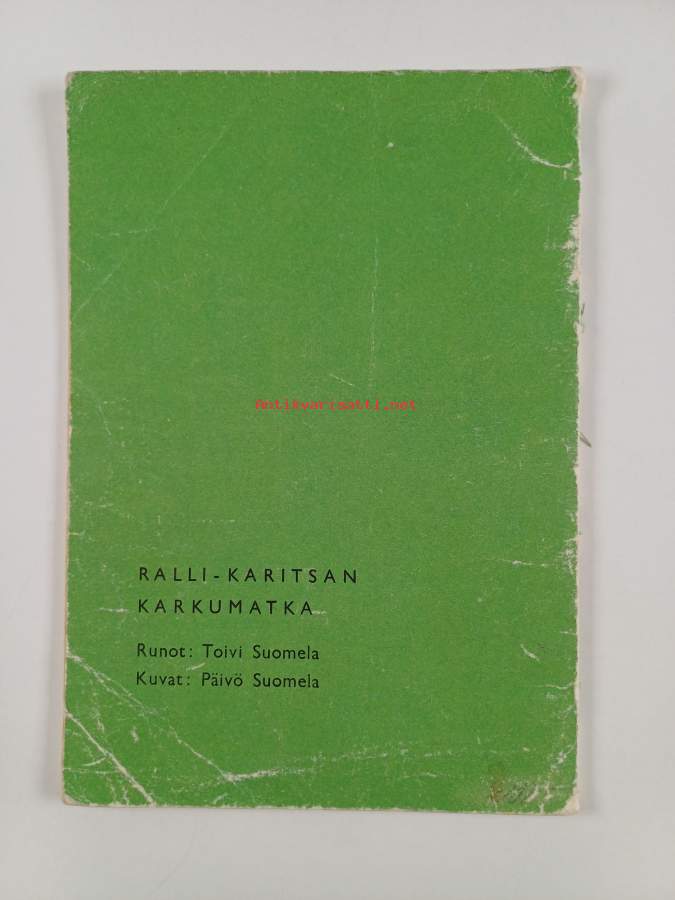 Antikvariaatti.net
RALLI-KARITSAN
KARKUMATKA
Runot: Toivi Suomela
Kuvat: Päivö Suomela